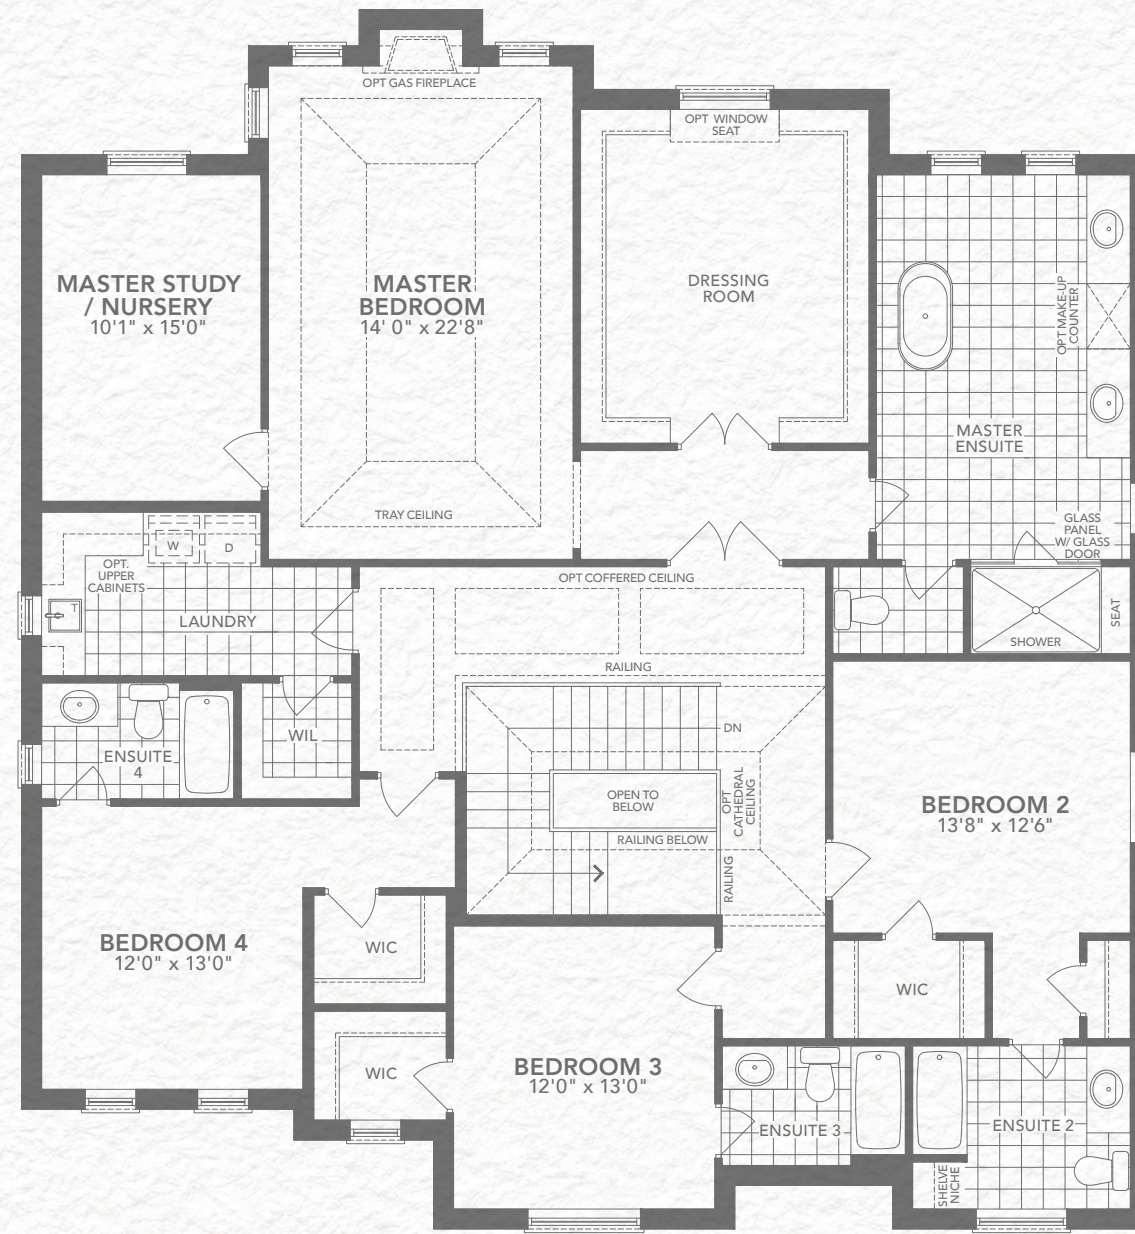 OPT GAS FIREPLACE
OPT WINDOW
SEAT
MASTER STUDY
/ NURSERY
10'1" x 15'0"
MASTER
BEDROOM
14' 0" x 22'8"
DRESSING
ROOM
OPT MAKE-UP
COUNTER
MASTER
ENSUITE
TRAY CEILING
GLASS
PANEL
W/ GLASS
DOOR
W
D
OPT.
UPPER
CABINETS
T
LAUNDRY
OPT COFFERED CEILING
SEAT
SHOWER
RAILING
DN
WIL
ENSUITE
4
OPEN TO
BELOW
OPT
CATHEDRAL
CEILING
RAILING BELOW
RAILING
BEDROOM 2
13'8" x 12'6"
BEDROOM 4
12'0" x 13'0"
WIC
WIC
WIC
BEDROOM 3
12'0" x 13'0"
ENSUITE 3
ENSUITE 2
SHELVE
NICHE